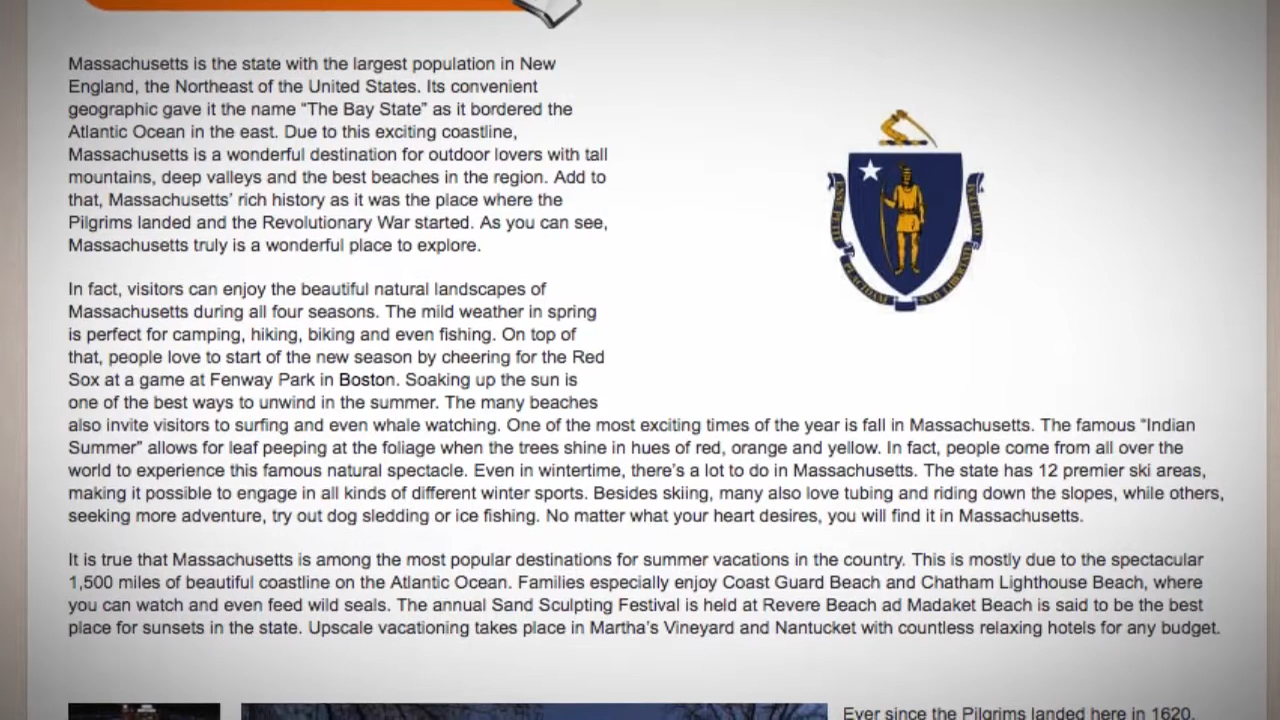 Massachusetts is the state with the largest population in New
England, the Northeast of the United States. Its convenient
geographic gave it the name “The Bay State” as it bordered the
Atlantic Ocean in the east. Due to this exciting coastline,
Massachusetts is a wonderful destination for outdoor lovers with tall
mountains, deep valleys and the best beaches in the region. Add to
that, Massachusetts’ rich history as it was the place where the
Pilgrims landed and the Revolutionary War started. As you can see,
Massachusetts truly is a wonderful place to explore.
In fact, visitors can enjoy the beautiful natural landscapes of
Massachusetts during all four seasons. The mild weather in spring
is perfect for camping, hiking, biking and even fishing. On top of
that, people love to start of the new season by cheering for the Red
Sox at a game at Fenway Park in Boston. Soaking up the sun is
one of the best ways to unwind in the summer. The many beaches
also invite visitors to surfing and even whale watching. One of the most exciting times of the year is fall in Massachusetts. The famous “Indian
Summer” allows for leaf peeping at the foliage when the trees shine in hues of red, orange and yellow. In fact, people come from all over the
world to experience this famous natural spectacle. Even in wintertime, there’s a lot to do in Massachusetts. The state has 12 premier ski areas,
making it possible to engage in all kinds of different winter sports. Besides skiing, many also love tubing and riding down the slopes, while others,
seeking more adventure, try out dog sledding or ice fishing. No matter what your heart desires, you will find it in Massachusetts.
It is true that Massachusetts is among the most popular destinations for summer vacations in the country. This is mostly due to the spectacular
1,500 miles of beautiful coastline on the Atlantic Ocean. Families especially enjoy Coast Guard Beach and Chatham Lighthouse Beach, where
you can watch and even feed wild seals. The annual Sand Sculpting Festival is held at Revere Beach ad Madaket Beach is said to be the best
place for sunsets in the state. Upscale vacationing takes place in Martha’s Vineyard and Nantucket with countless relaxing hotels for any budget.
Ever since the Pilgrims landed here in 1620,